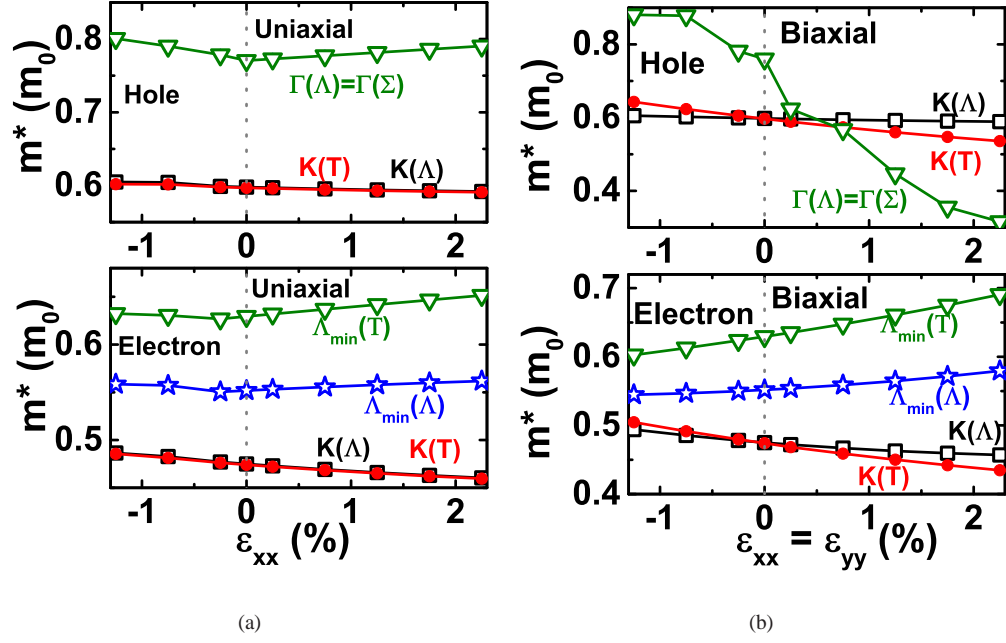 Uniaxial
Hole
Γ(Λ)=Γ(Σ)
K(T)
K(Λ)
m* (m0)
0.8
0.6
-1
0
1
2
Uniaxial
Electron
Λmin(T)
Λmin(Λ)
K(Λ)
K(T)
m* (m0)
0.6
0.5
-1
0
1
2
εxx (%)
(a)
Biaxial
Hole
K(Λ)
K(T)
Γ(Λ)=Γ(Σ)
m* (m0)
0.8
0.6
0.4
-1
0
1
2
Electron
Biaxial
Λmin(T)
Λmin(Λ)
K(Λ)
K(T)
m* (m0)
0.7
0.6
0.5
0.4
-1
0
1
2
εxx = εyy (%)
(b)